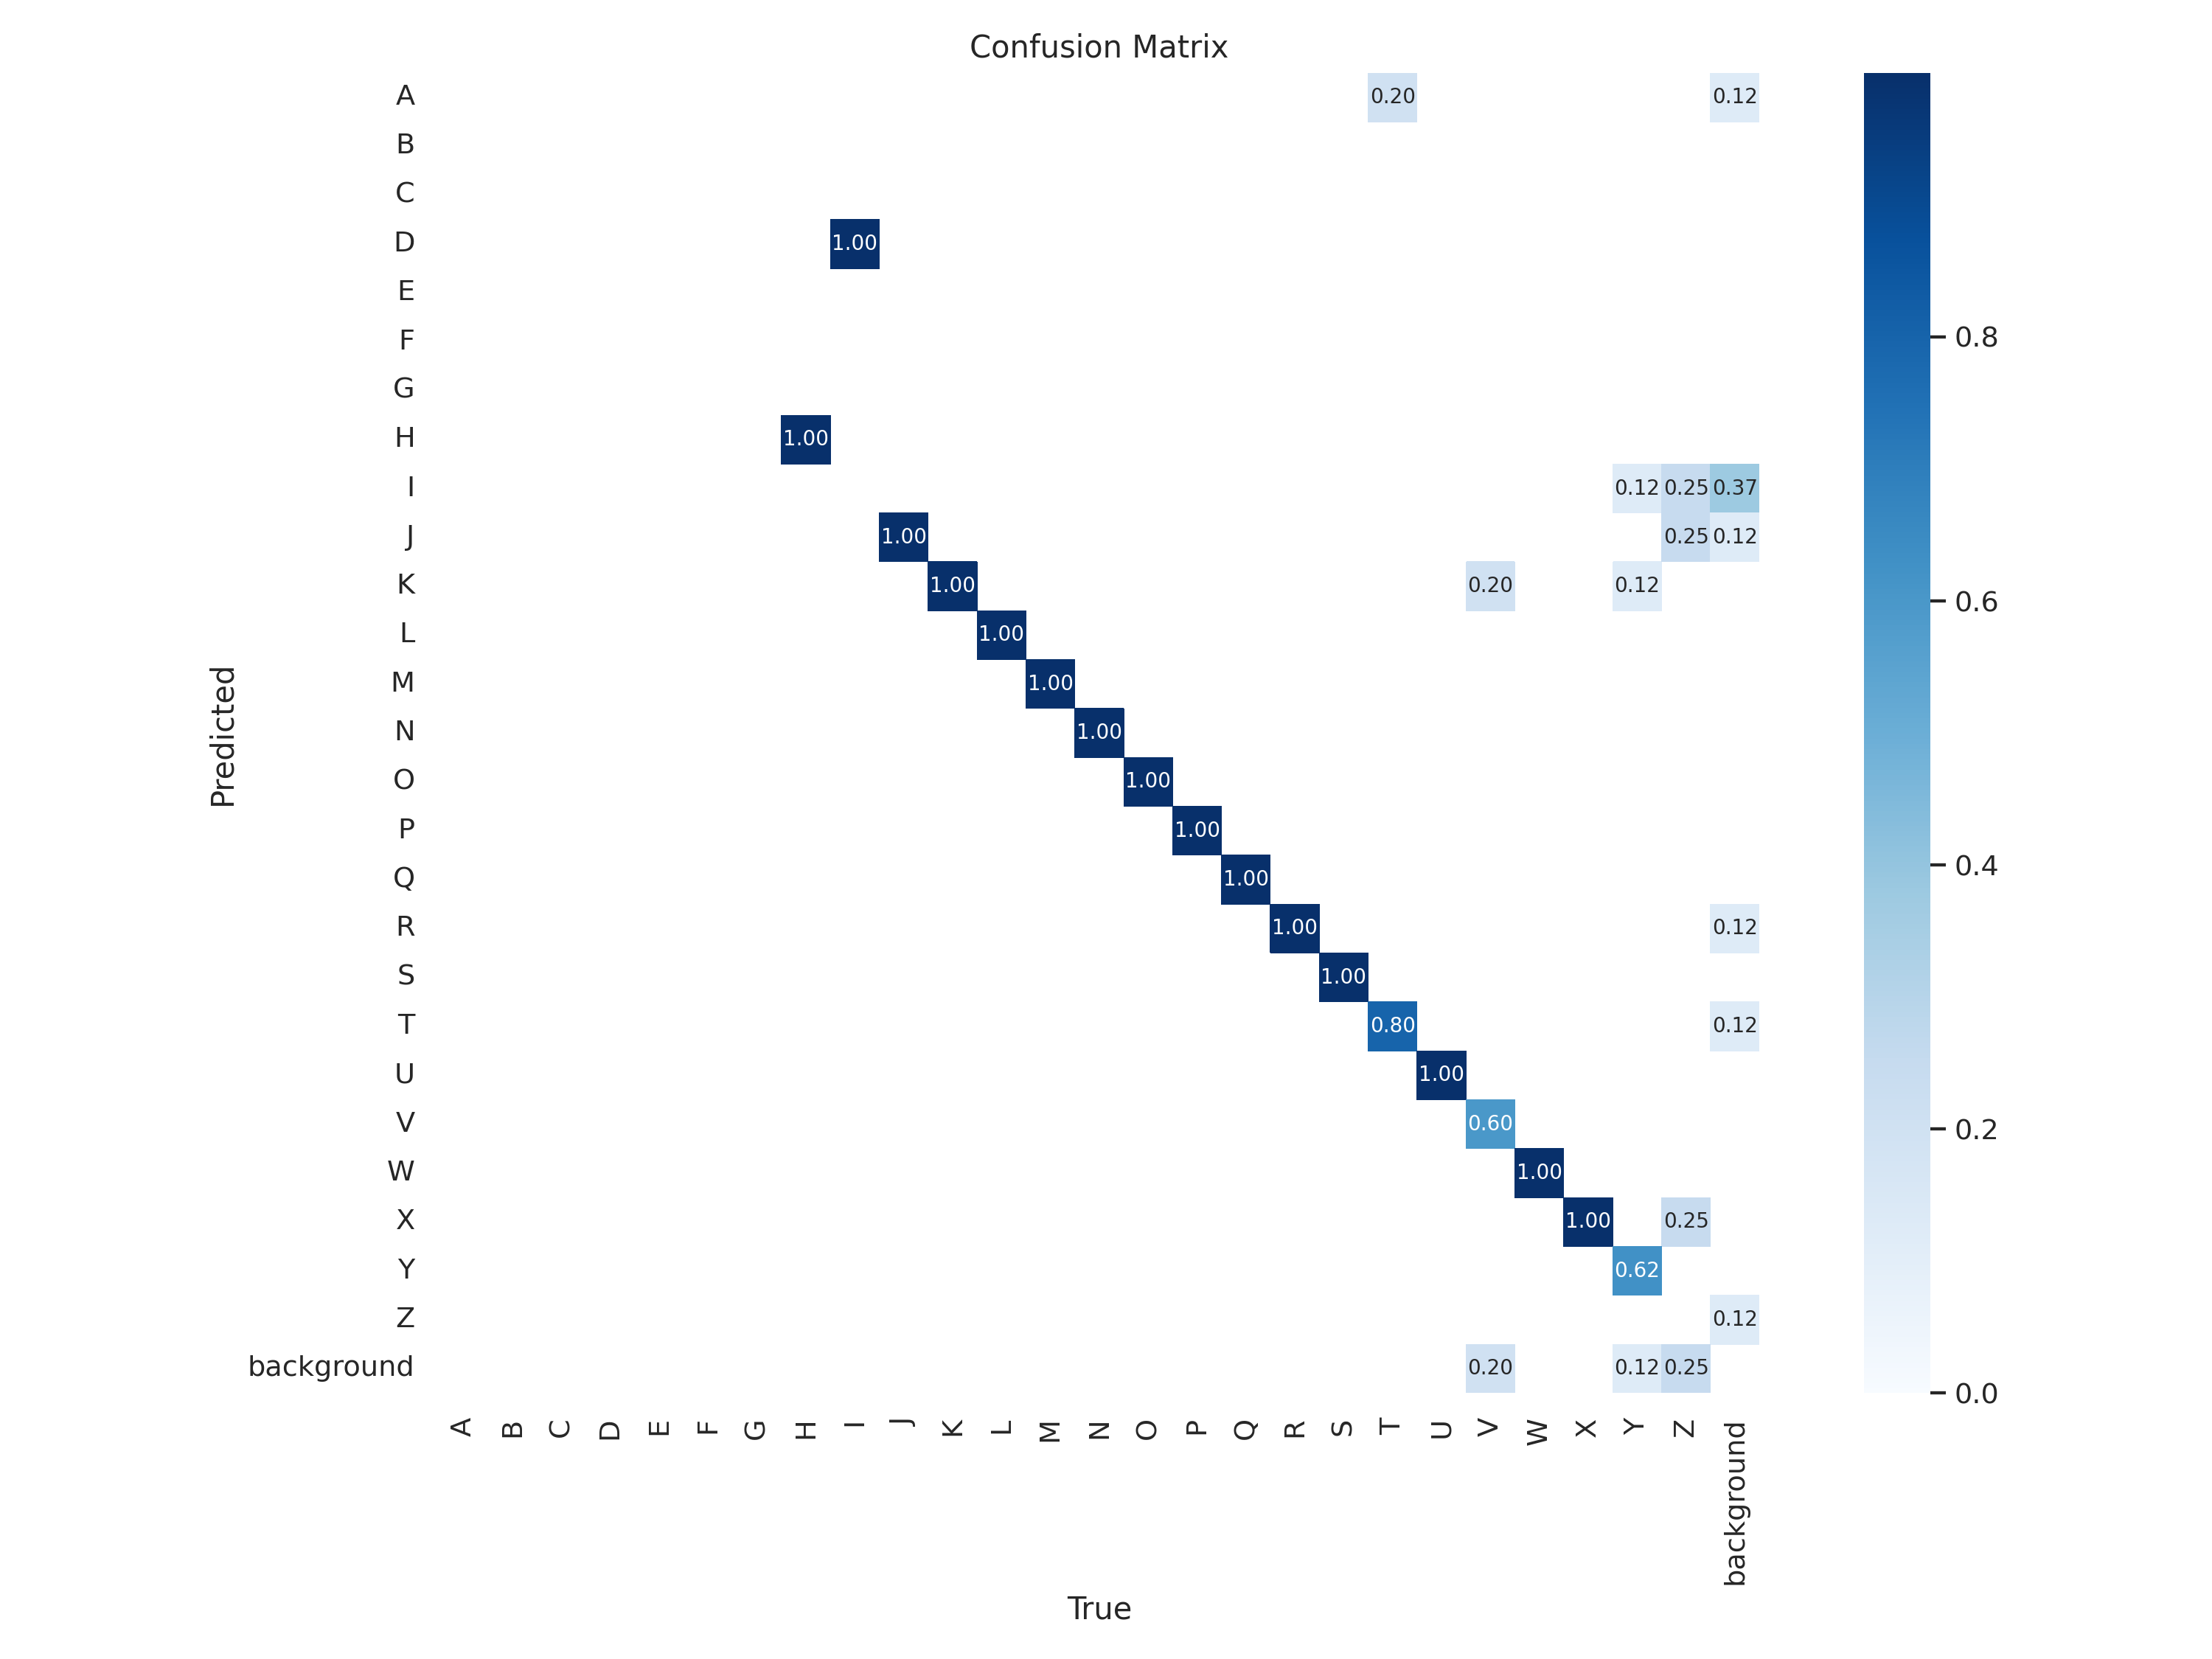 Confusion Matrix
A 0.20 0.12
B
C
D 1.00
E
F
G
H 1.00
I 0.12 0.25 0.37
J 1.00 0.25 0.12
K 1.00 0.20 0.12
L 1.00
M 1.00
N 1.00
O 1.00
P 1.00
Q 1.00
R 1.00 0.12
S 1.00
T 0.80 0.12
U 1.00
V 0.60
W 1.00
X 1.00 0.25
Y 0.62
Z 0.12
background 0.20 0.12 0.25
A B C D E F G H I J K L M N O P Q R S T U V W X Y Z background
True
Predicted
0.8
0.6
0.4
0.2
0.0